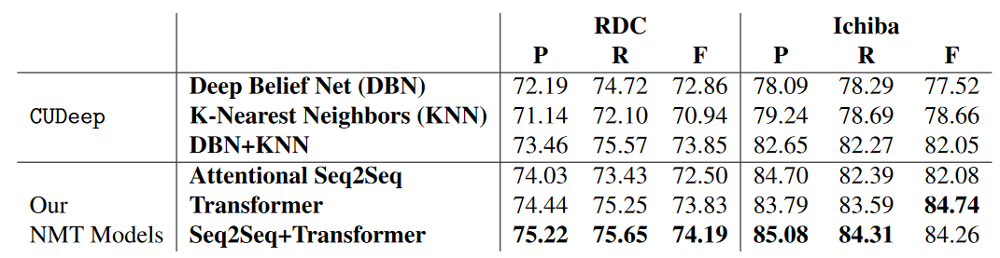 RDC Ichiba
P R F P R F
Deep Belief Net (DBN) 72.19 74.72 72.86 78.09 78.29 77.52
CUDeep K-Nearest Neighbors (KNN) 71.14 72.10 70.94 79.24 78.69 78.66
DBN+KNN 73.46 75.57 73.85 82.65 82.27 82.05
Attentional Seq2Seq 74.03 73.43 72.50 84.70 82.39 82.08
Our Transformer 74.44 75.25 73.83 83.79 83.59 84.74
NMT Models Seq2Seq+Transformer 75.22 75.65 74.19 85.08 84.31 84.26